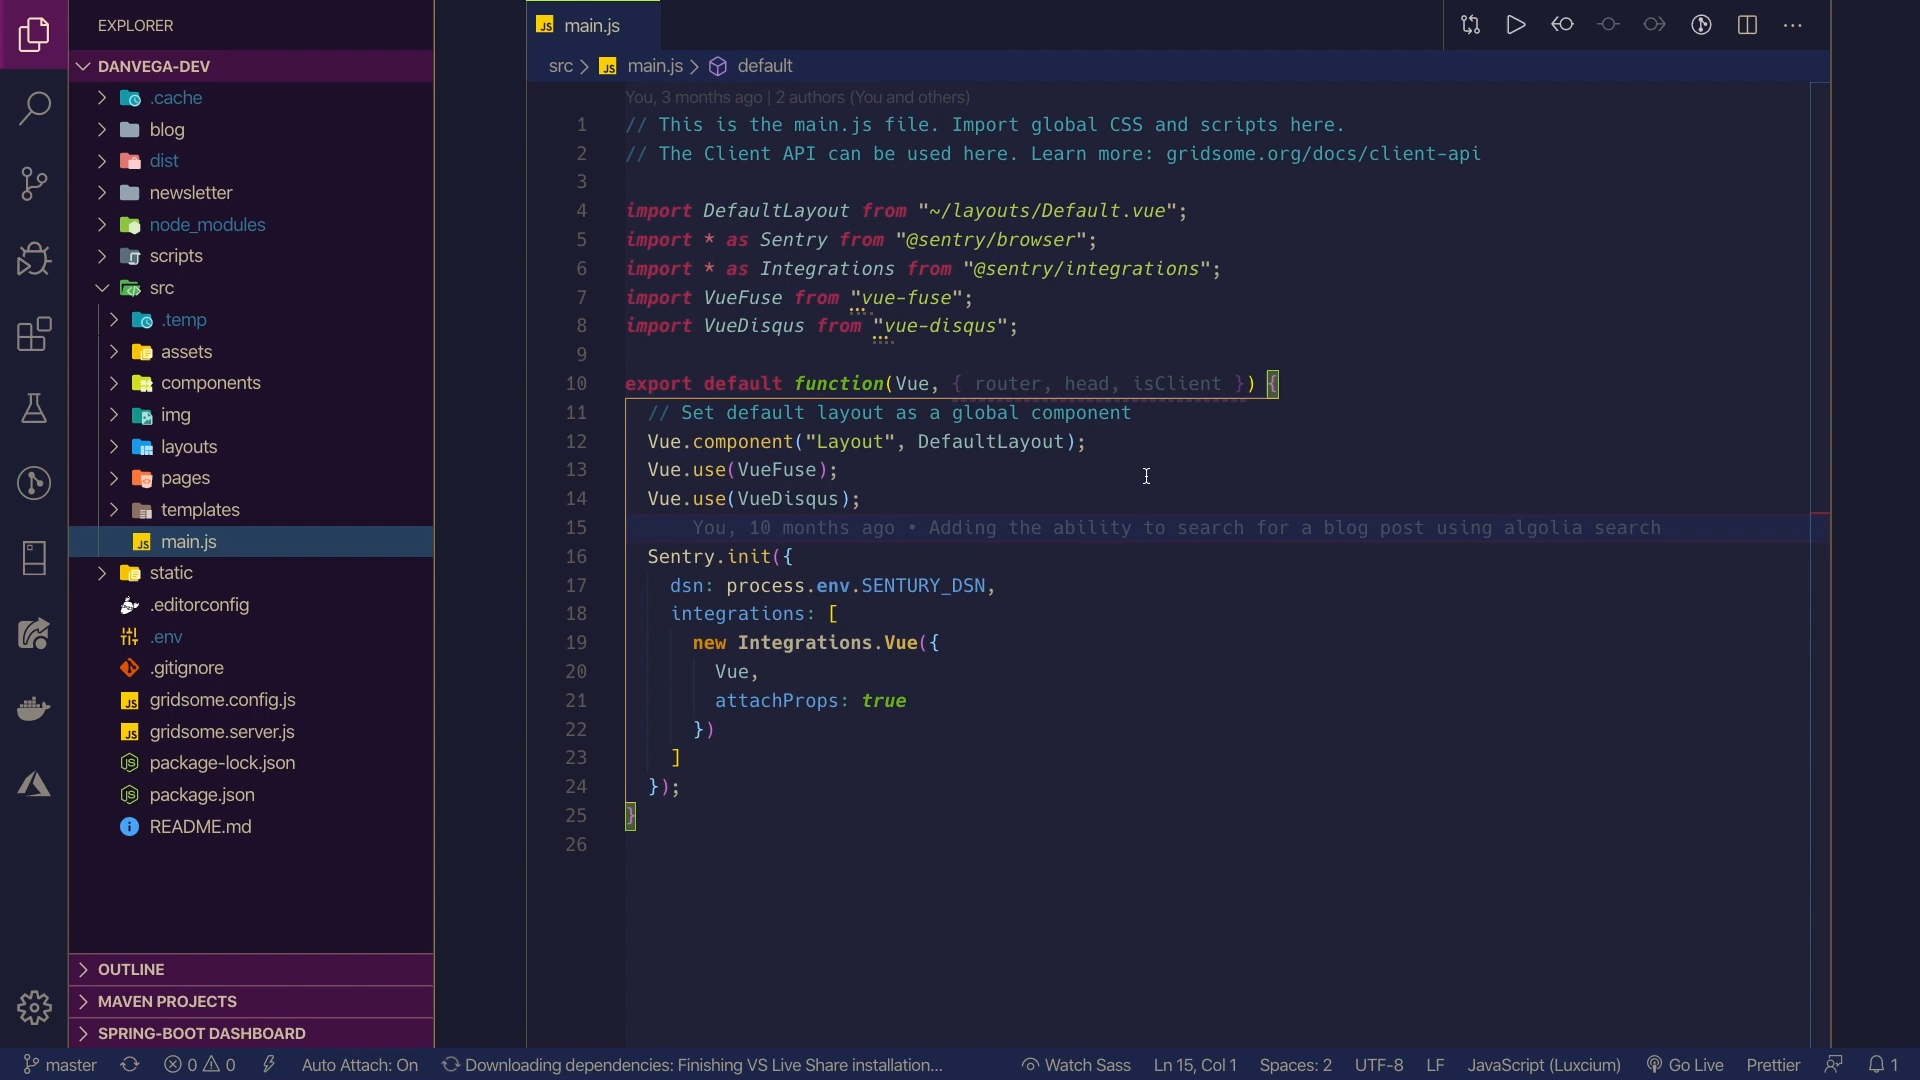 EXPLORER
DANVEGA-DEV
.cache
blog
dist
newsletter
node_modules
scripts
src
.temp
assets
components
img
layouts
pages
templates
main.js
static
.editorconfig
.env
.gitignore
gridsome.config.js
gridsome.server.js
package-lock.json
package.json
README.md
OUTLINE
MAVEN PROJECTS
SPRING-BOOT DASHBOARD
JS main.js
src > JS main.js > default
You, 3 months ago | 2 authors (You and others)
1 // This is the main.js file. Import global CSS and scripts here.
2 // The Client API can be used here. Learn more: gridsome.org/docs/client-api
3
4 import DefaultLayout from "~/layouts/Default.vue";
5 import * as Sentry from "@sentry/browser";
6 import * as Integrations from "@sentry/integrations";
7 import VueFuse from "vue-fuse";
8 import VueDisqus from "vue-disqus";
9
10 export default function(Vue, { router, head, isClient }) {
11 // Set default layout as a global component
12 Vue.component("Layout", DefaultLayout);
13 Vue.use(VueFuse);
14 Vue.use(VueDisqus);
15 You, 10 months ago • Adding the ability to search for a blog post using algolia search
16 Sentry.init({
17 dsn: process.env.SENTURY_DSN,
18 integrations: [
19 new Integrations.Vue({
20 Vue,
21 attachProps: true
22 })
23 ]
24 });
25 }
26
master 0 0 Auto Attach: On Downloading dependencies: Finishing VS Live Share installation... Watch Sass Ln 15, Col 1 Spaces: 2 UTF-8 LF JavaScript (Luxcium) Go Live Prettier 1